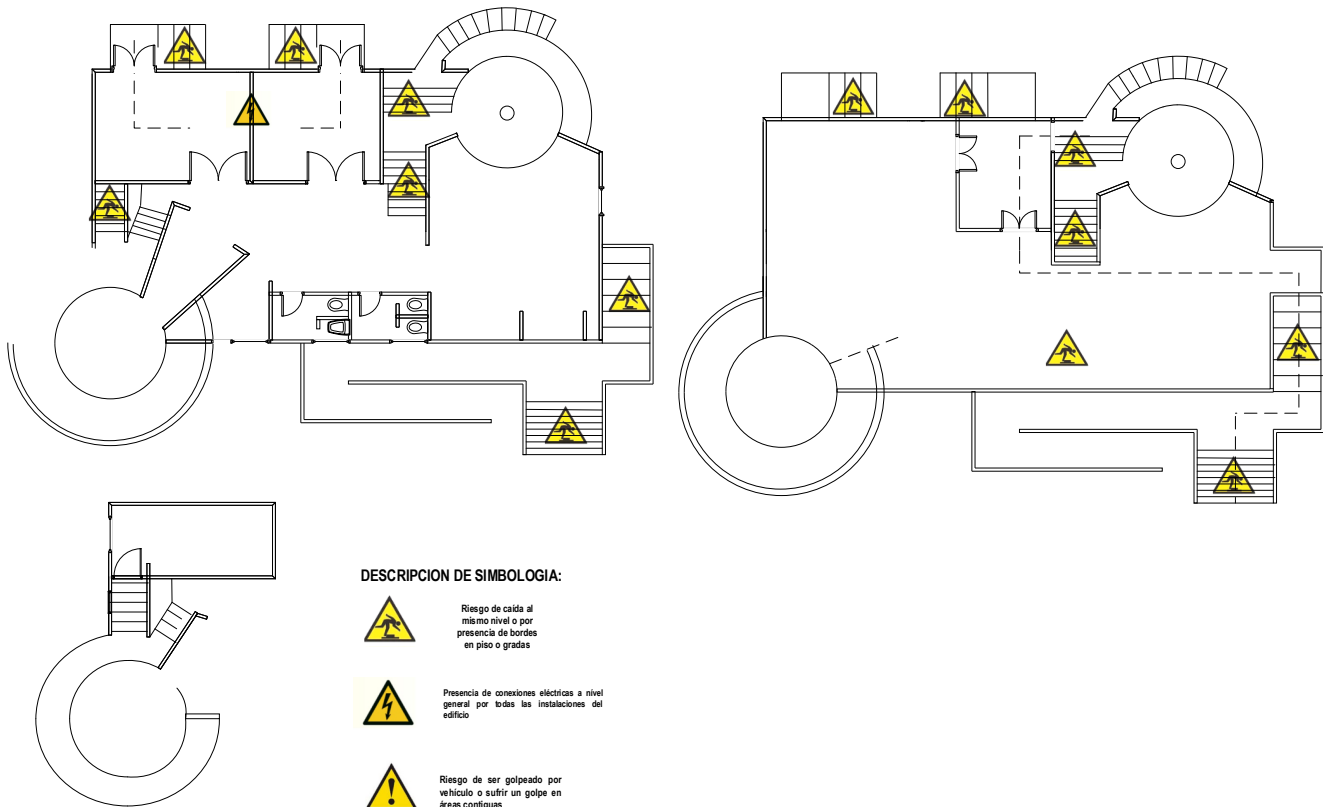 DESCRIPCION DE SIMBOLOGIA:
Riesgo de caída al
mismo nivel o por
presencia de bordes
en piso o gradas
Presencia de conexiones eléctricas a nivel
general por todas las instalaciones del
edificio
Riesgo de ser golpeado por
vehículo o sufrir un golpe en
áreas contiguas